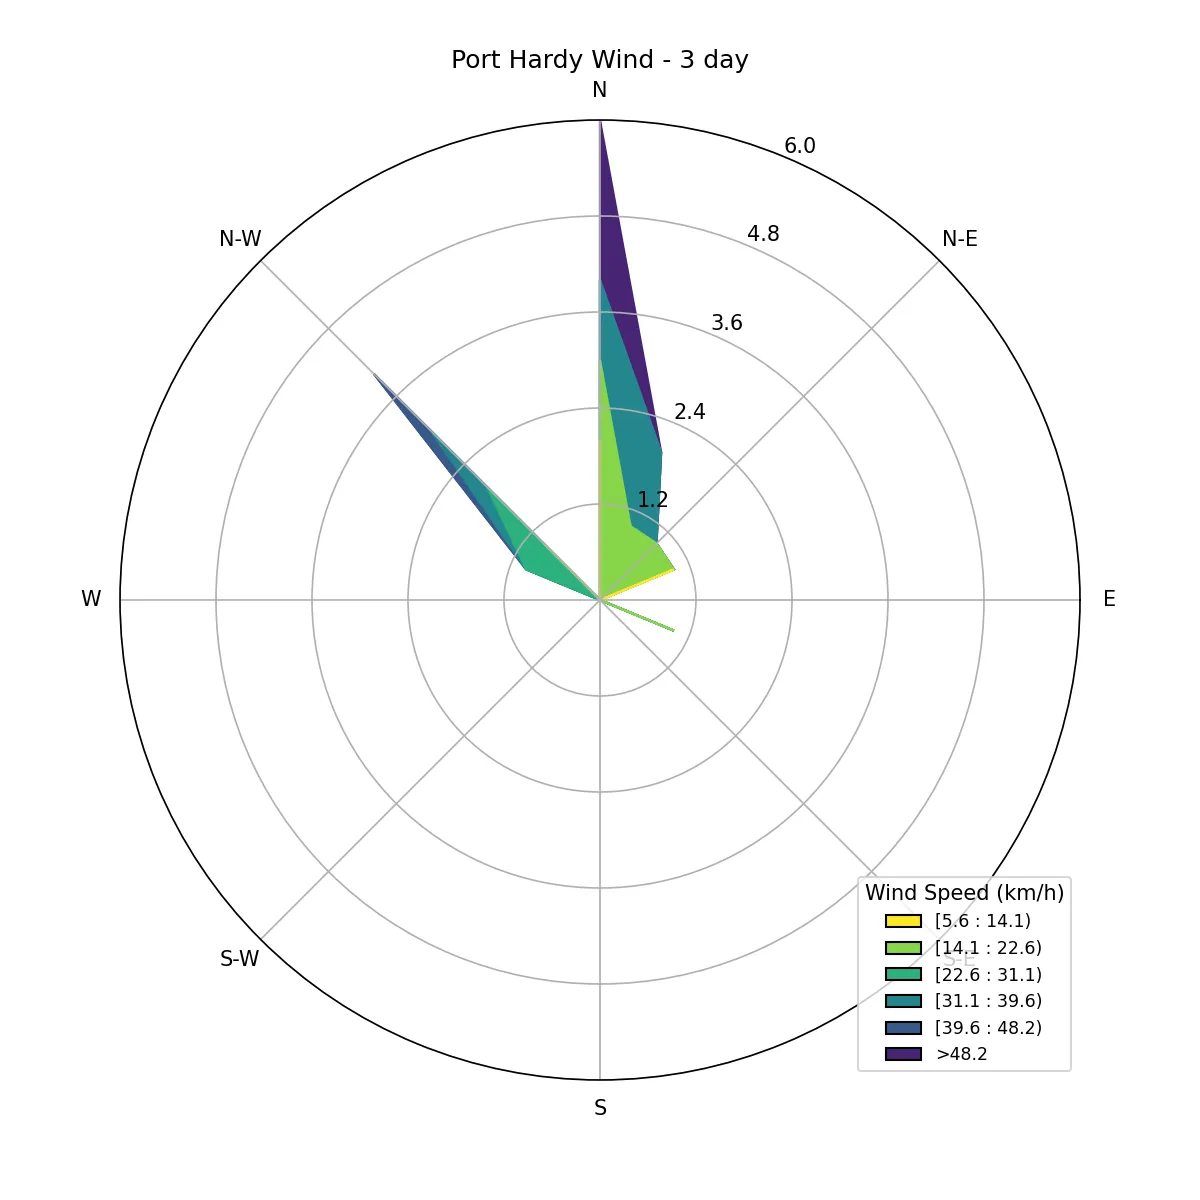 Port Hardy Wind - 3 day
N
6.0
N-W
4.8
N-E
3.6
2.4
1.2
W
E
Wind Speed (km/h)
[5.6 : 14.1)
[14.1 : 22.6)
S-W
S-E
[22.6 : 31.1)
[31.1 : 39.6)
[39.6 : 48.2)
>48.2
S